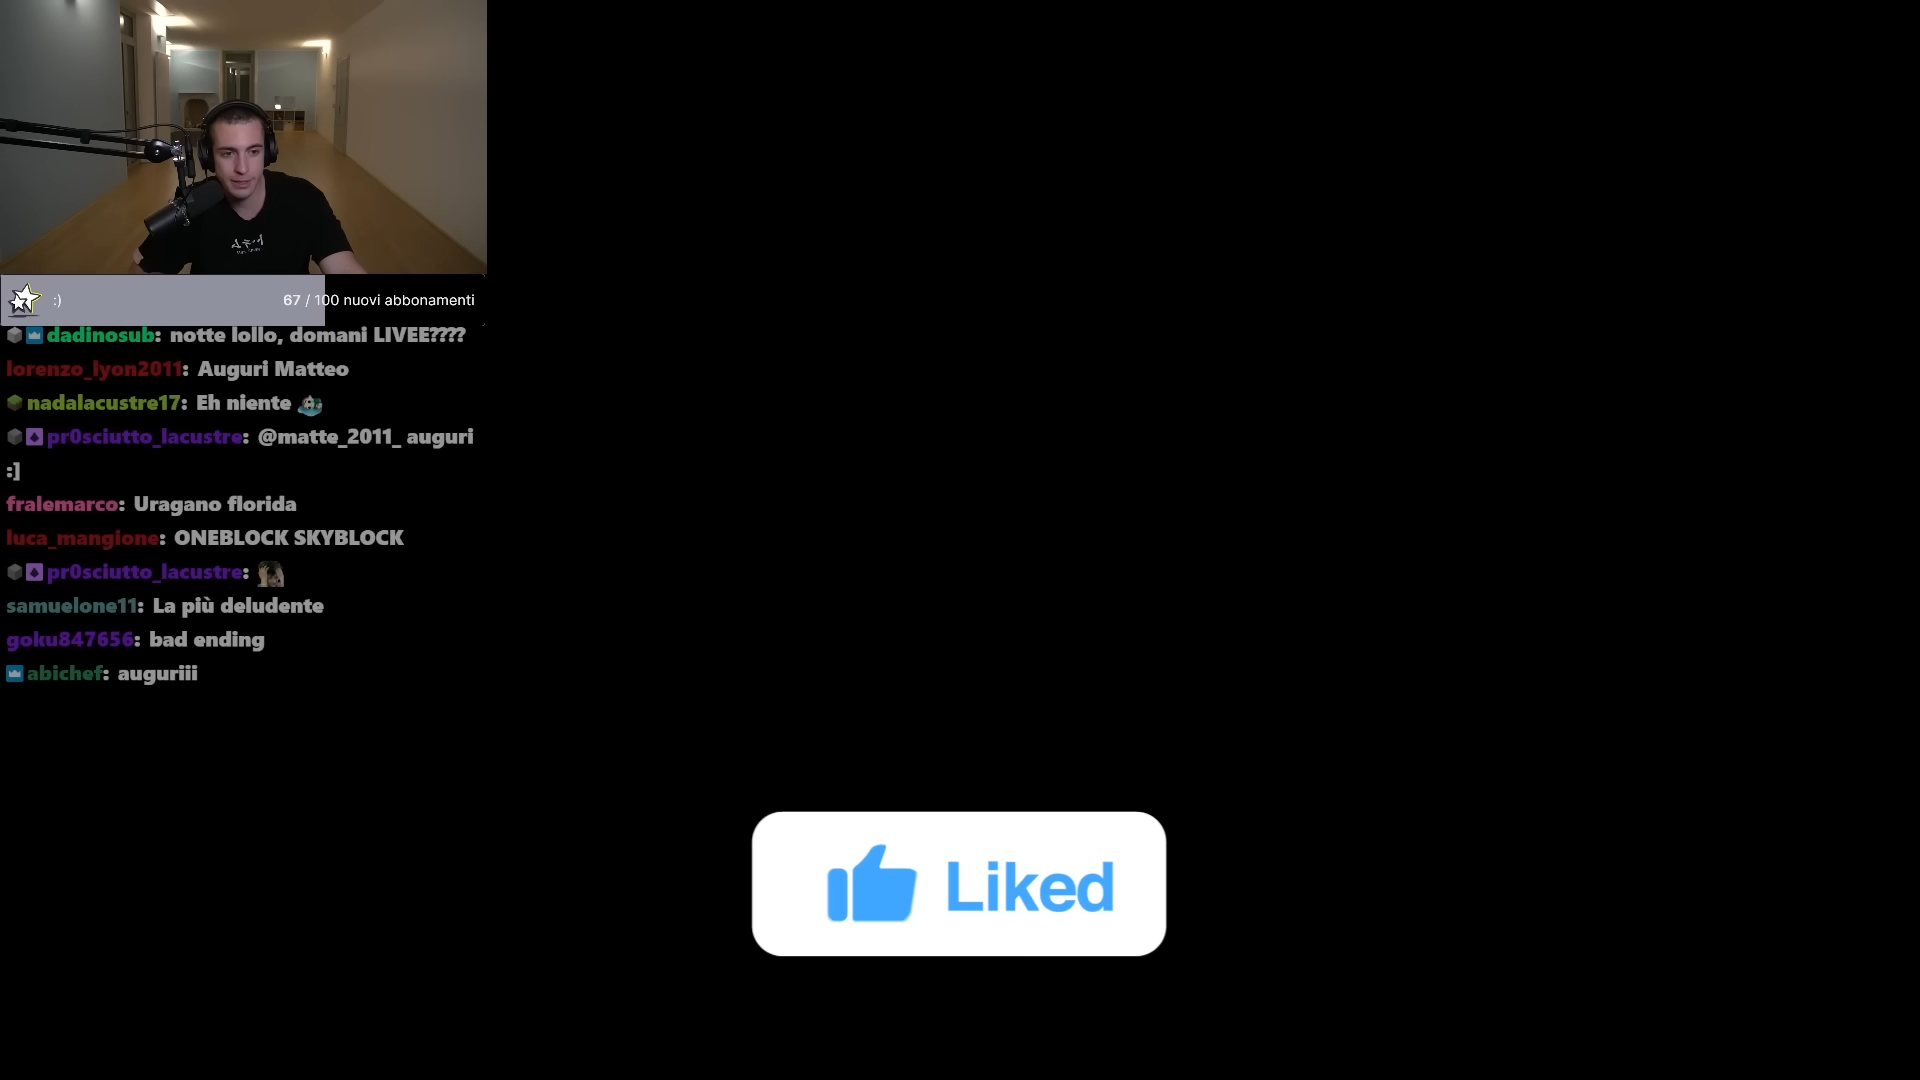 :) 67 / 100 nuovi abbonamenti
dadinosub: notte lollo, domani LIVEE????
lorenzo_lyon2011: Auguri Matteo
nadalacustre17: Eh niente
pr0sciutto_lacustre: @matte_2011_ auguri
:]
fralemarco: Uragano florida
luca_mangione: ONEBLOCK SKYBLOCK
pr0sciutto_lacustre:
samuelone11: La più deludente
goku847656: bad ending
abichef: auguriii
Liked